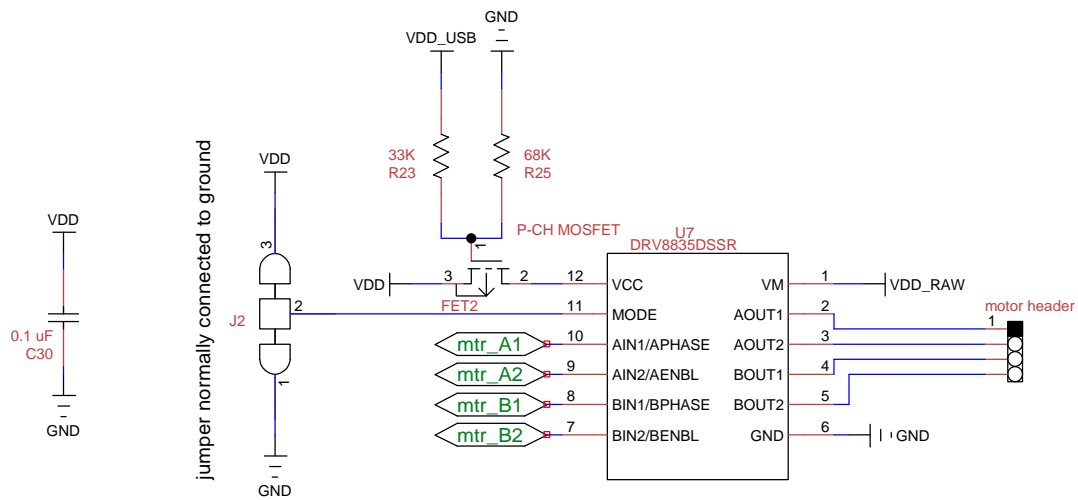 GND
VDD_USB
33K
R23
68K
R25
jumper normally connected to ground
VDD
3
J2
2
1
GND
VDD
0.1 uF
C30
GND
P-CH MOSFET
1
VDD
3
2
FET2
U7
DRV8835DSSR
12
VCC
VM
1
VDD_RAW
11
MODE
AOUT1
2
10
AIN1/APHASE
AOUT2
3
9
AIN2/AENBL
BOUT1
4
8
BIN1/BPHASE
BOUT2
5
7
BIN2/BENBL
GND
6
GND
mtr_A1
mtr_A2
mtr_B1
mtr_B2
motor header
1